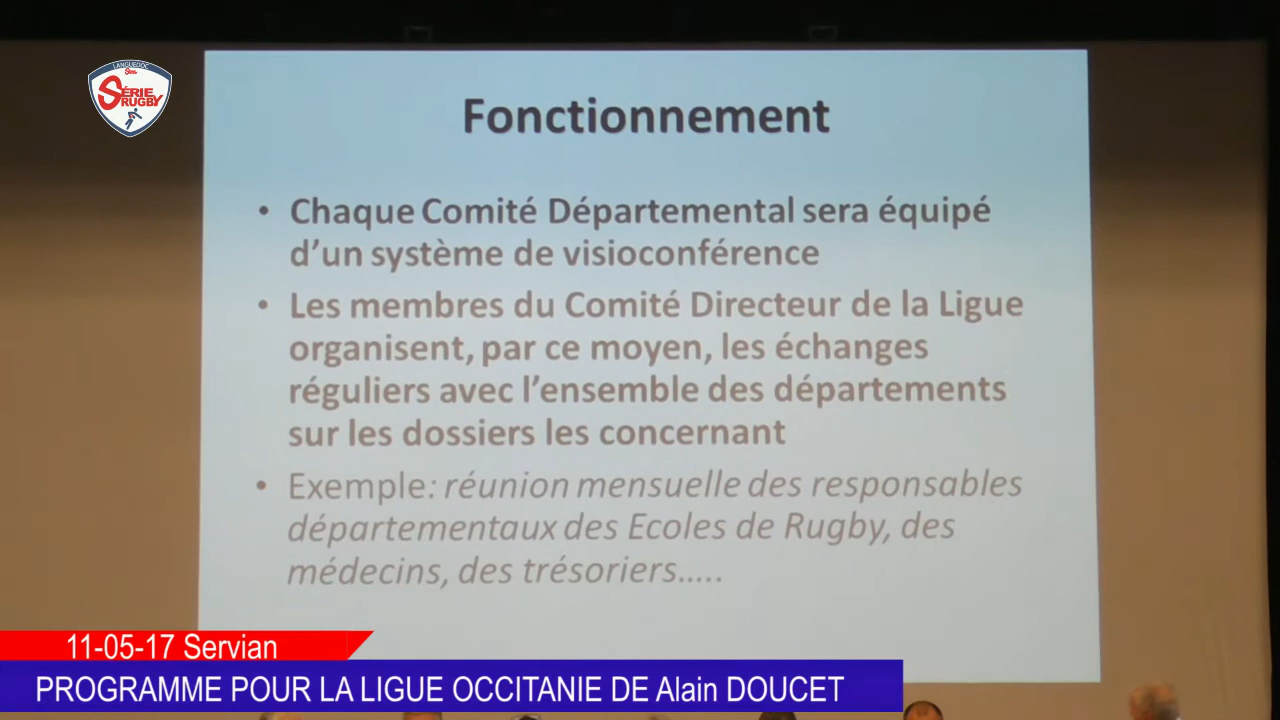 LANGUEDOC
SÉRIE
RUGBY
Fonctionnement
• Chaque Comité Départemental sera équipé
d'un système de visioconférence
• Les membres du Comité Directeur de la Ligue
organisent, par ce moyen, les échanges
réguliers avec l'ensemble des départements
sur les dossiers les concernant
• Exemple: réunion mensuelle des responsables
départementaux des Ecoles de Rugby, des
médecins, des trésoriers.....
11-05-17 Servian
PROGRAMME POUR LA LIGUE OCCITANIE DE Alain DOUCET